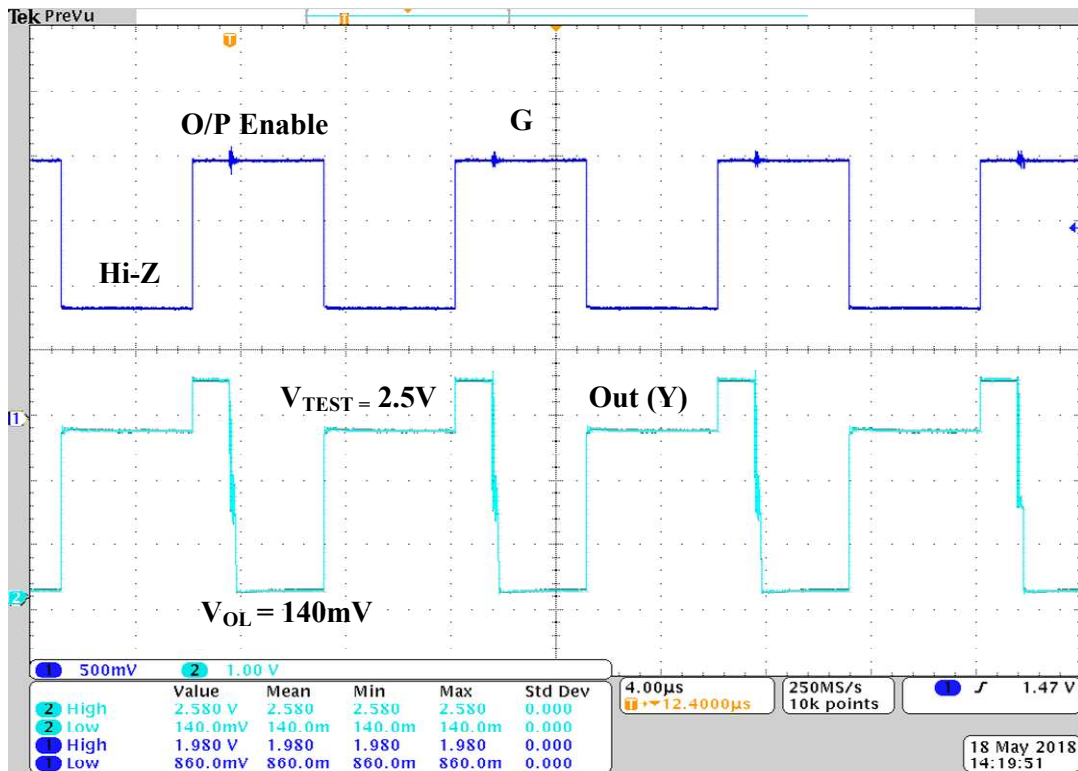 Tek PreVu
T
T
O/P Enable
G
Hi-Z
V_TEST = 2.5V
Out (Y)
1
2
V_OL = 140mV
1 500mV 2 1.00 V
Value Mean Min Max Std Dev
2 High 2.580 V 2.580 2.580 2.580 0.000
2 Low 140.0mV 140.0m 140.0m 140.0m 0.000
1 High 1.980 V 1.980 1.980 1.980 0.000
1 Low 860.0mV 860.0m 860.0m 860.0m 0.000
4.00µs
T→▼12.4000µs
250MS/s
10k points
1 ƒ 1.47 V
18 May 2018
14:19:51